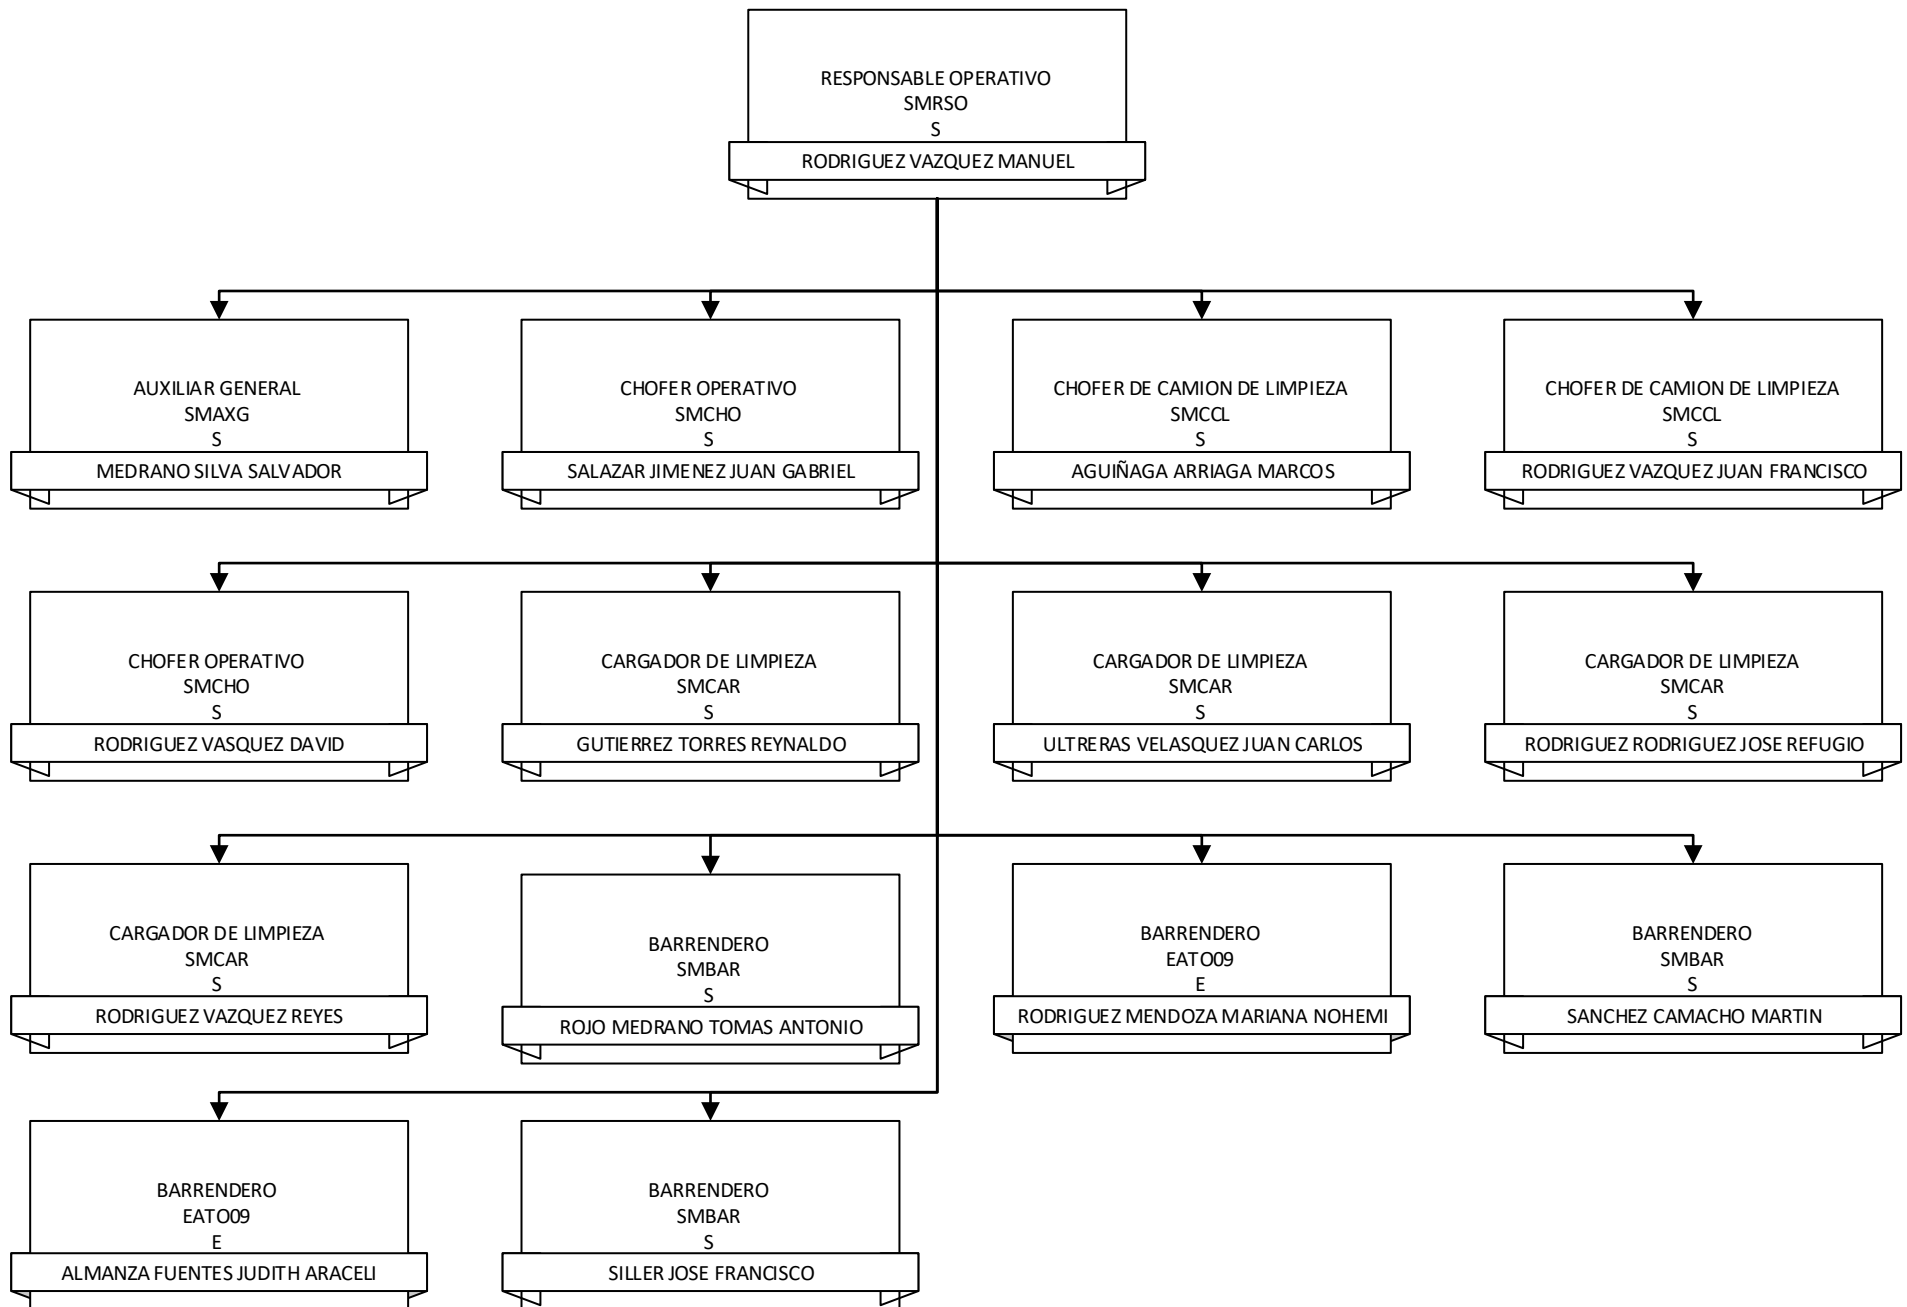 RESPONSABLE OPERATIVO
SMRSO
S
RODRIGUEZ VAZQUEZ MANUEL
AUXILIAR GENERAL
SMAXG
S
MEDRANO SILVA SALVADOR
CHOFER OPERATIVO
SMCHO
S
SALAZAR JIMENEZ JUAN GABRIEL
CHOFER DE CAMION DE LIMPIEZA
SMCCL
S
AGUIÑAGA ARRIAGA MARCOS
CHOFER DE CAMION DE LIMPIEZA
SMCCL
S
RODRIGUEZ VAZQUEZ JUAN FRANCISCO
CHOFER OPERATIVO
SMCHO
S
RODRIGUEZ VASQUEZ DAVID
CARGADOR DE LIMPIEZA
SMCAR
S
GUTIERREZ TORRES REYNALDO
CARGADOR DE LIMPIEZA
SMCAR
S
ULTRERAS VELASQUEZ JUAN CARLOS
CARGADOR DE LIMPIEZA
SMCAR
S
RODRIGUEZ RODRIGUEZ JOSE REFUGIO
CARGADOR DE LIMPIEZA
SMCAR
S
RODRIGUEZ VAZQUEZ REYES
BARRENDERO
SMBAR
S
ROJO MEDRANO TOMAS ANTONIO
BARRENDERO
EATO09
E
RODRIGUEZ MENDOZA MARIANA NOHEMI
BARRENDERO
SMBAR
S
SANCHEZ CAMACHO MARTIN
BARRENDERO
EATO09
E
ALMANZA FUENTES JUDITH ARACELI
BARRENDERO
SMBAR
S
SILLER JOSE FRANCISCO